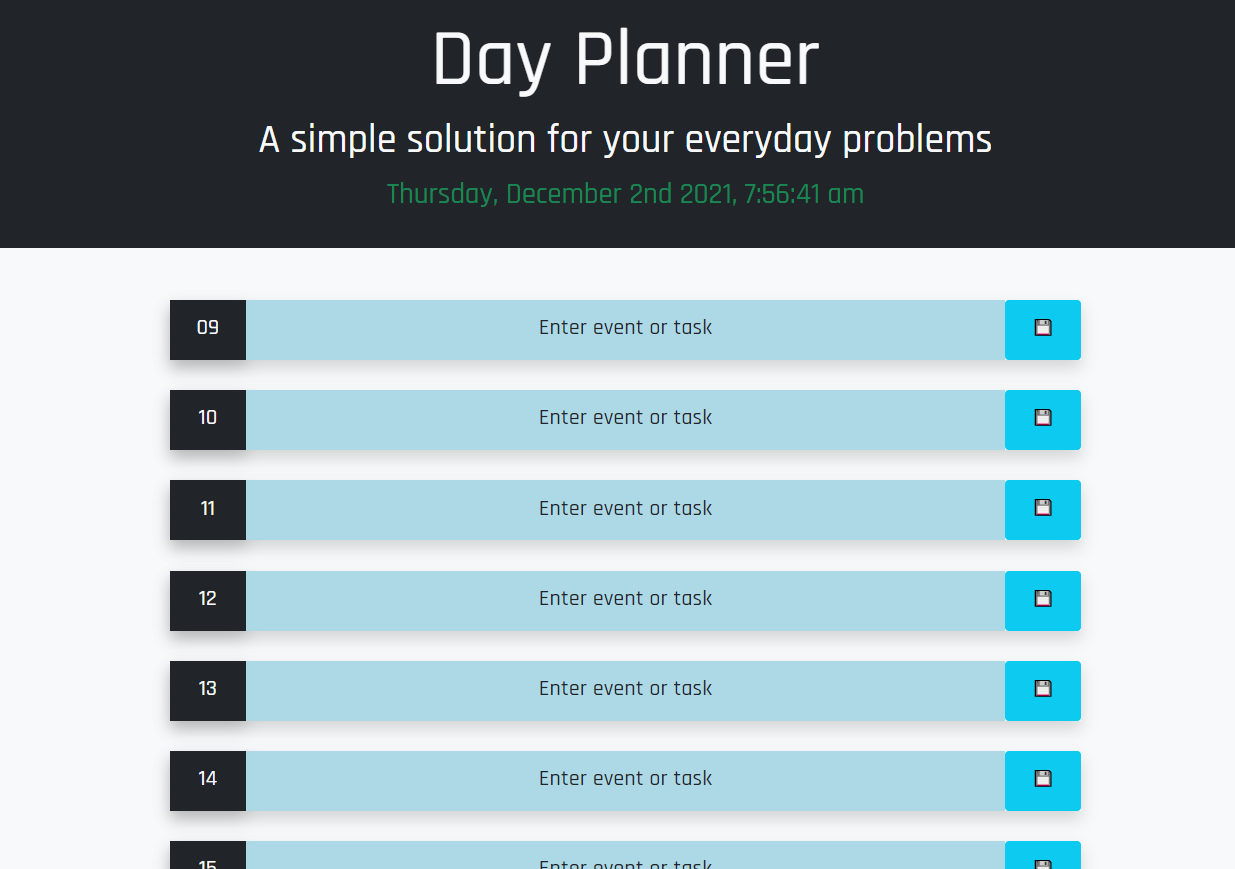 Day Planner
A simple solution for your everyday problems
Thursday, December 2nd 2021, 7:56:41 am
09 Enter event or task
10 Enter event or task
11 Enter event or task
12 Enter event or task
13 Enter event or task
14 Enter event or task
15 Enter event or task